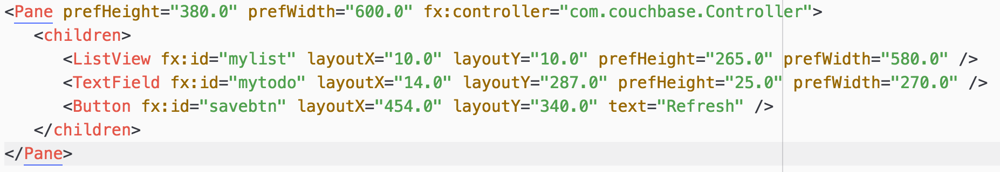 <Pane prefHeight="380.0" prefWidth="600.0" fx:controller="com.couchbase.Controller">
   <children>
      <ListView fx:id="mylist" layoutX="10.0" layoutY="10.0" prefHeight="265.0" prefWidth="580.0" />
      <TextField fx:id="mytodo" layoutX="14.0" layoutY="287.0" prefHeight="25.0" prefWidth="270.0" />
      <Button fx:id="savebtn" layoutX="454.0" layoutY="340.0" text="Refresh" />
   </children>
</Pane>